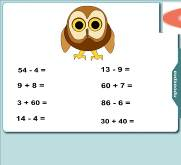 54 - 4 =
9 + 8 =
3 + 60 =
14 - 4 =
13 - 9 =
60 + 7 =
86 - 6 =
30 + 40 =